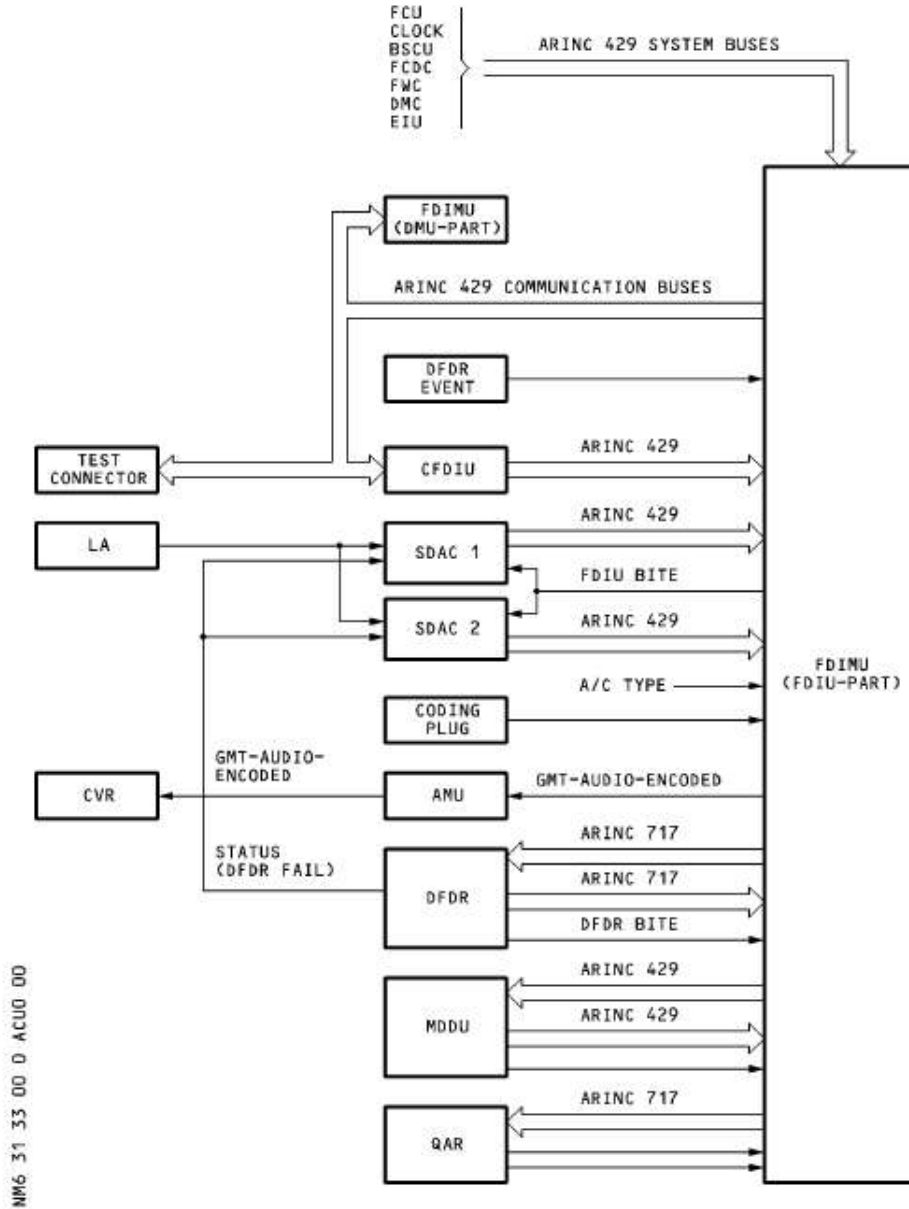 FCU
CLOCK
BSCU
FCDC
FWC
DMC
EIU
ARINC 429 SYSTEM BUSES
FDIMU
(DMU-PART)
ARINC 429 COMMUNICATION BUSES
DFDR
EVENT
TEST
CONNECTOR
CFDIU
ARINC 429
LA
SDAC 1
ARINC 429
FDIU BITE
SDAC 2
ARINC 429
FDIMU
(FDIU-PART)
A/C TYPE
CODING
PLUG
GMT-AUDIO-
ENCODED
CVR
AMU
GMT-AUDIO-ENCODED
STATUS
(DFDR FAIL)
DFDR
ARINC 717
ARINC 717
DFDR BITE
MDDU
ARINC 429
ARINC 429
QAR
ARINC 717
NM6 31 33 00 0 ACU0 00